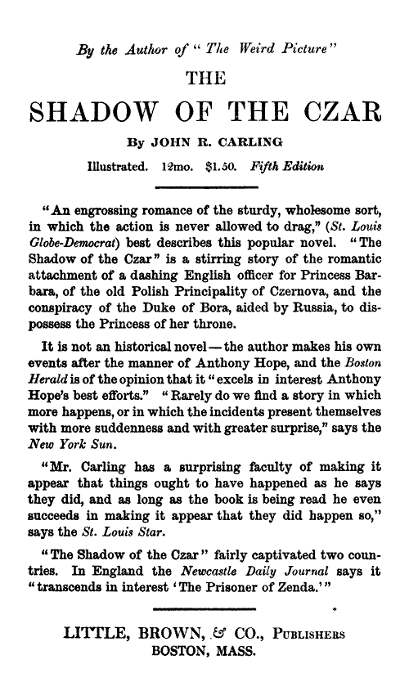 By the Author of “ The Weird Picture”
THE
SHADOW OF THE CZAR
By JOHN R. CARLING
Illustrated. 12mo. $1.50. Fifth Edition
“An engrossing romance of the sturdy, wholesome sort,
in which the action is never allowed to drag,” (St. Louis
Globe-Democrat) best describes this popular novel. “The
Shadow of the Czar” is a stirring story of the romantic
attachment of a dashing English officer for Princess Bar-
bara, of the old Polish Principality of Czernova, and the
conspiracy of the Duke of Bora, aided by Russia, to dis-
possess the Princess of her throne.
It is not an historical novel — the author makes his own
events after the manner of Anthony Hope, and the Boston
Herald is of the opinion that it “excels in interest Anthony
Hope’s best efforts.” “Rarely do we find a story in which
more happens, or in which the incidents present themselves
with more suddenness and with greater surprise,” says the
New York Sun.
“Mr. Carling has a surprising faculty of making it
appear that things ought to have happened as he says
they did, and as long as the book is being read he even
succeeds in making it appear that they did happen so,”
says the St. Louis Star.
“The Shadow of the Czar” fairly captivated two coun-
tries. In England the Newcastle Daily Journal says it
“transcends in interest ‘The Prisoner of Zenda.’”
LITTLE, BROWN, & CO., PUBLISHERS
BOSTON, MASS.